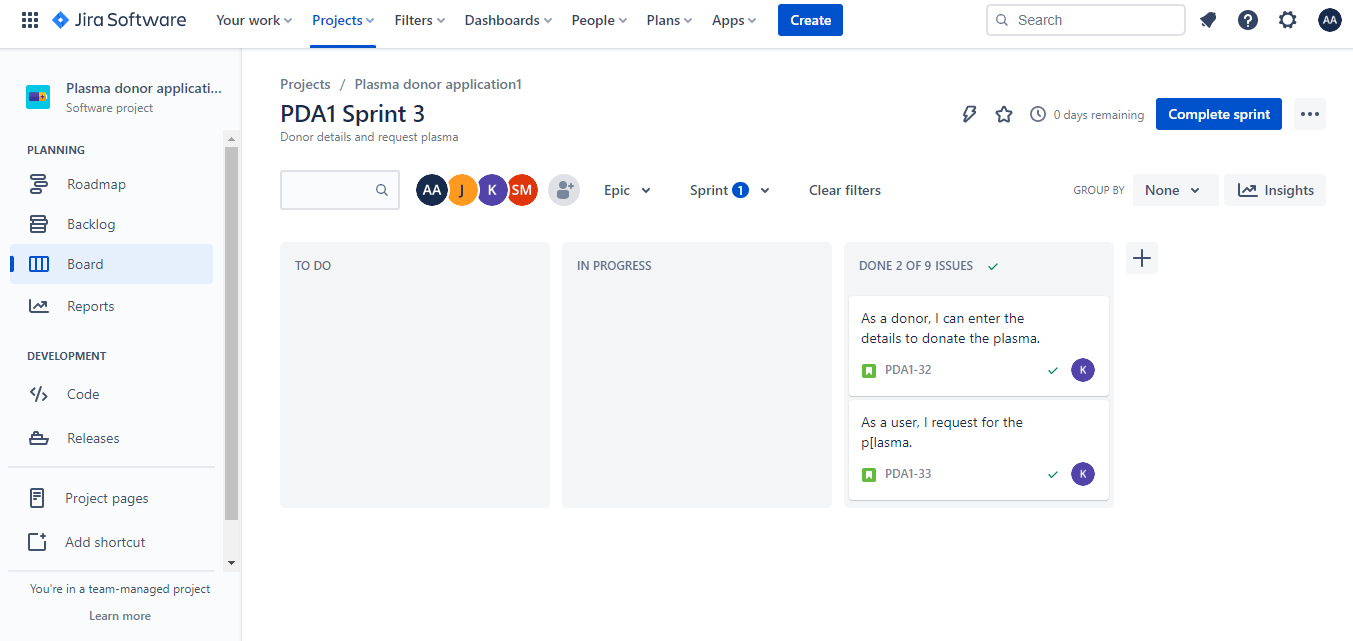 Jira Software Your work Projects Filters Dashboards People Plans Apps Create Search AA
Plasma donor applicati...
Software project
PLANNING
Roadmap
Backlog
Board
Reports
DEVELOPMENT
Code
Releases
Project pages
Add shortcut
You're in a team-managed project
Learn more
Projects / Plasma donor application1
PDA1 Sprint 3
0 days remaining Complete sprint
Donor details and request plasma
AA J K SM Epic Sprint 1 Clear filters GROUP BY None Insights
TO DO
IN PROGRESS
DONE 2 OF 9 ISSUES
As a donor, I can enter the
details to donate the plasma.
PDA1-32 K
As a user, I request for the
p[lasma.
PDA1-33 K